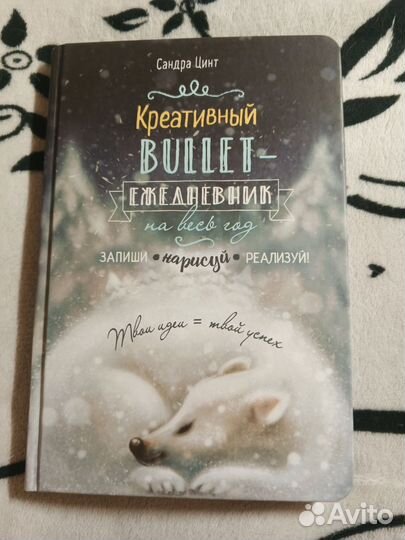 Сандра Цинт
Креативный
BULLET-
ЕЖЕДНЕВНИК
на весь год
ЗАПИШИ • нарисуй • РЕАЛИЗУЙ!
Твои идеи = твой успех
Avito